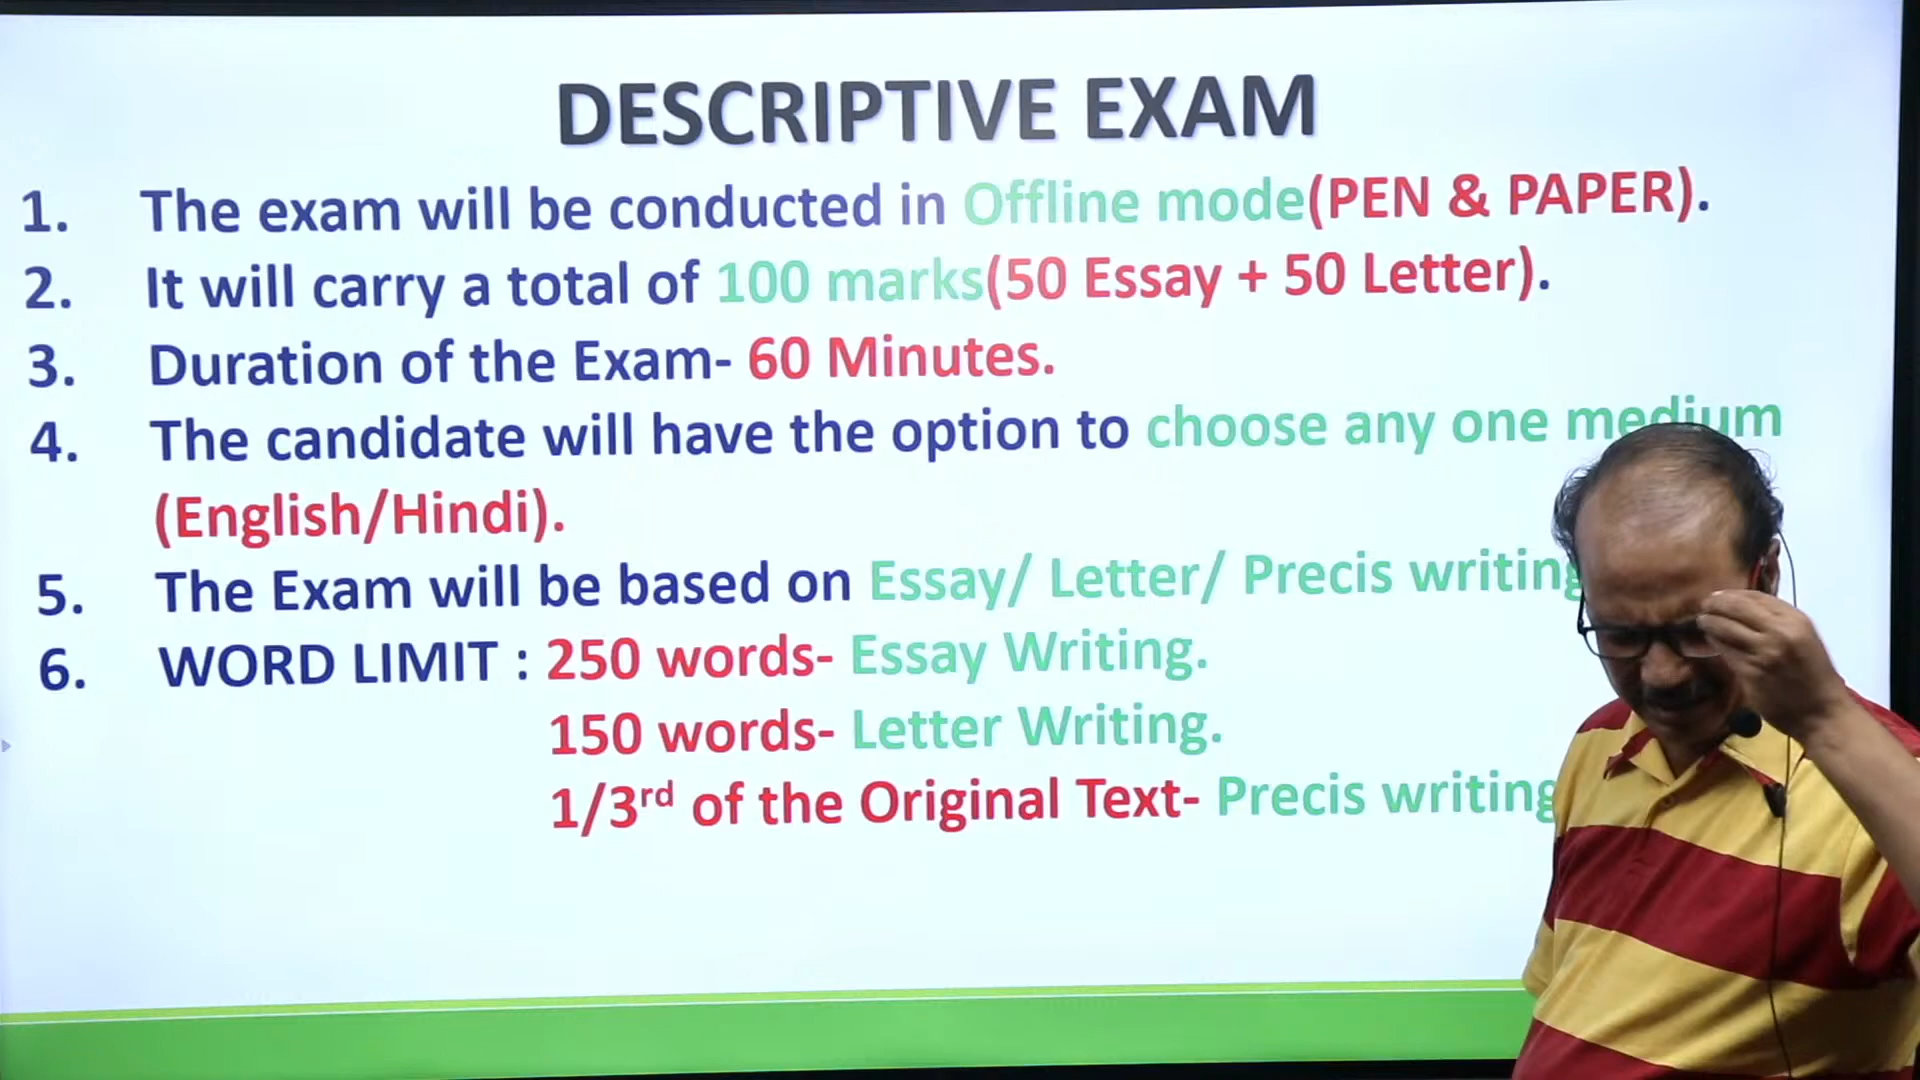 DESCRIPTIVE EXAM
1. The exam will be conducted in Offline mode(PEN & PAPER).
2. It will carry a total of 100 marks(50 Essay + 50 Letter).
3. Duration of the Exam- 60 Minutes.
4. The candidate will have the option to choose any one medium
(English/Hindi).
5. The Exam will be based on Essay/ Letter/ Precis writing
6. WORD LIMIT : 250 words- Essay Writing.
150 words- Letter Writing.
1/3rd of the Original Text- Precis writing